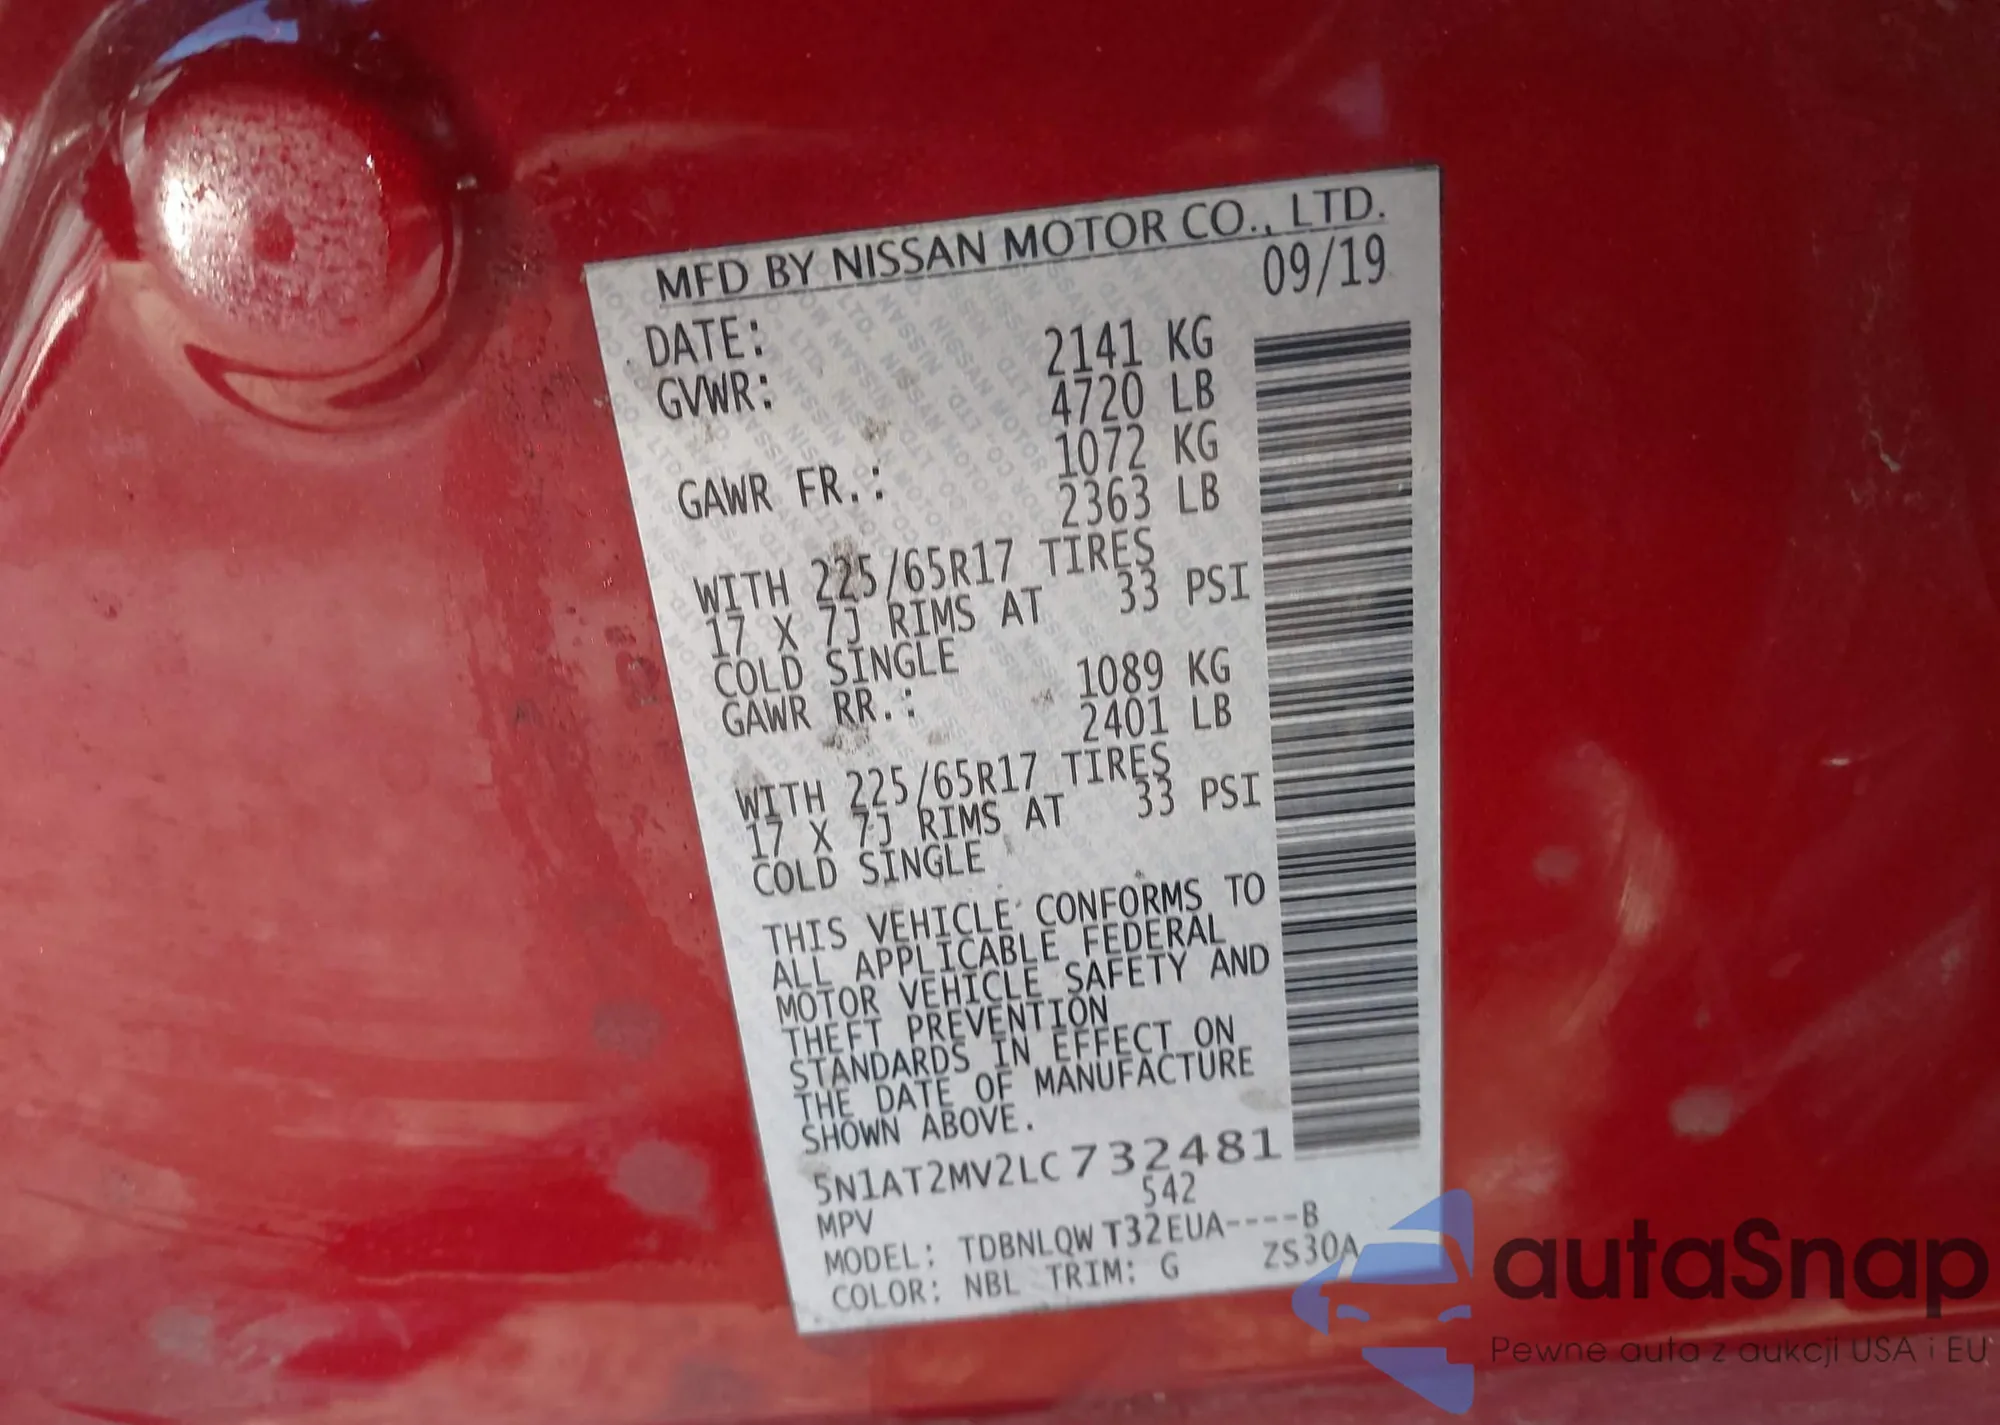 MFD BY NISSAN MOTOR CO., LTD.
DATE: 09/19
GVWR: 2141 KG
4720 LB
GAWR FR.: 1072 KG
2363 LB
WITH 225/65R17 TIRES
17 X 7J RIMS AT 33 PSI
COLD SINGLE
GAWR RR.: 1089 KG
2401 LB
WITH 225/65R17 TIRES
17 X 7J RIMS AT 33 PSI
COLD SINGLE
THIS VEHICLE CONFORMS TO
ALL APPLICABLE FEDERAL
MOTOR VEHICLE SAFETY AND
THEFT PREVENTION
STANDARDS IN EFFECT ON
THE DATE OF MANUFACTURE
SHOWN ABOVE.
5N1AT2MV2LC732481
MPV 542
MODEL: TDBNLQW T32EUA----B
COLOR: NBL TRIM: G ZS30A
autaSnap
Pewne auta z aukcji USA i EU